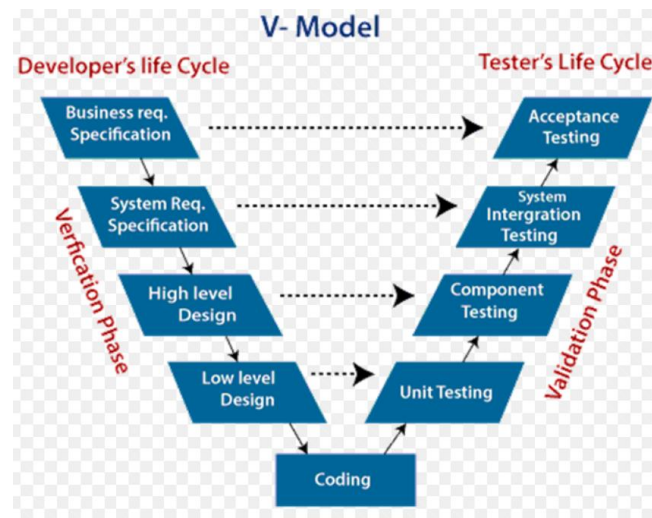 V- Model
Developer's life Cycle
Tester's Life Cycle
Business req.
Specification
Acceptance
Testing
System Req.
Specification
System
Intergration
Testing
High level
Design
Component
Testing
Low level
Design
Unit Testing
Coding
Verfication Phase
Validation Phase